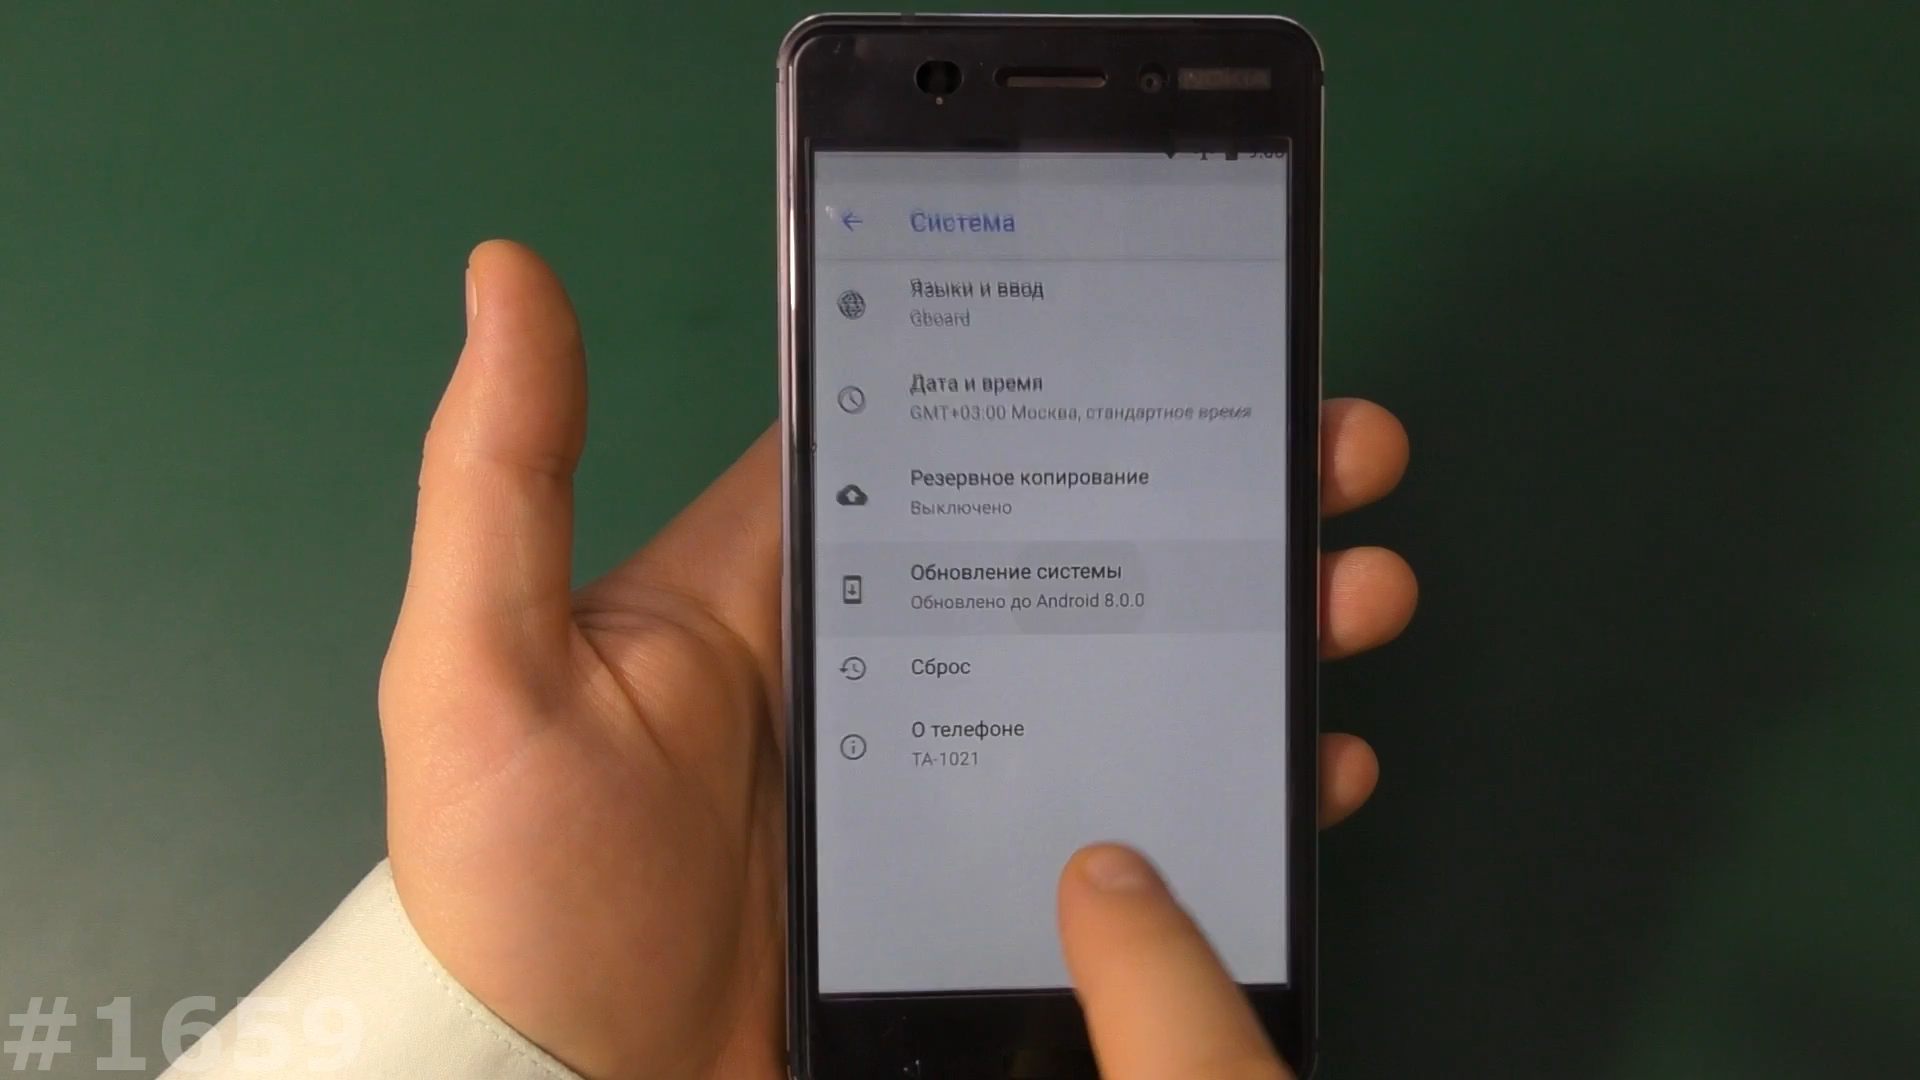 NOKIA
Система
Языки и ввод
Gboard
Дата и время
GMT+03:00 Москва, стандартное время
Резервное копирование
Выключено
Обновление системы
Обновлено до Android 8.0.0
Сброс
О телефоне
TA-1021
#1659